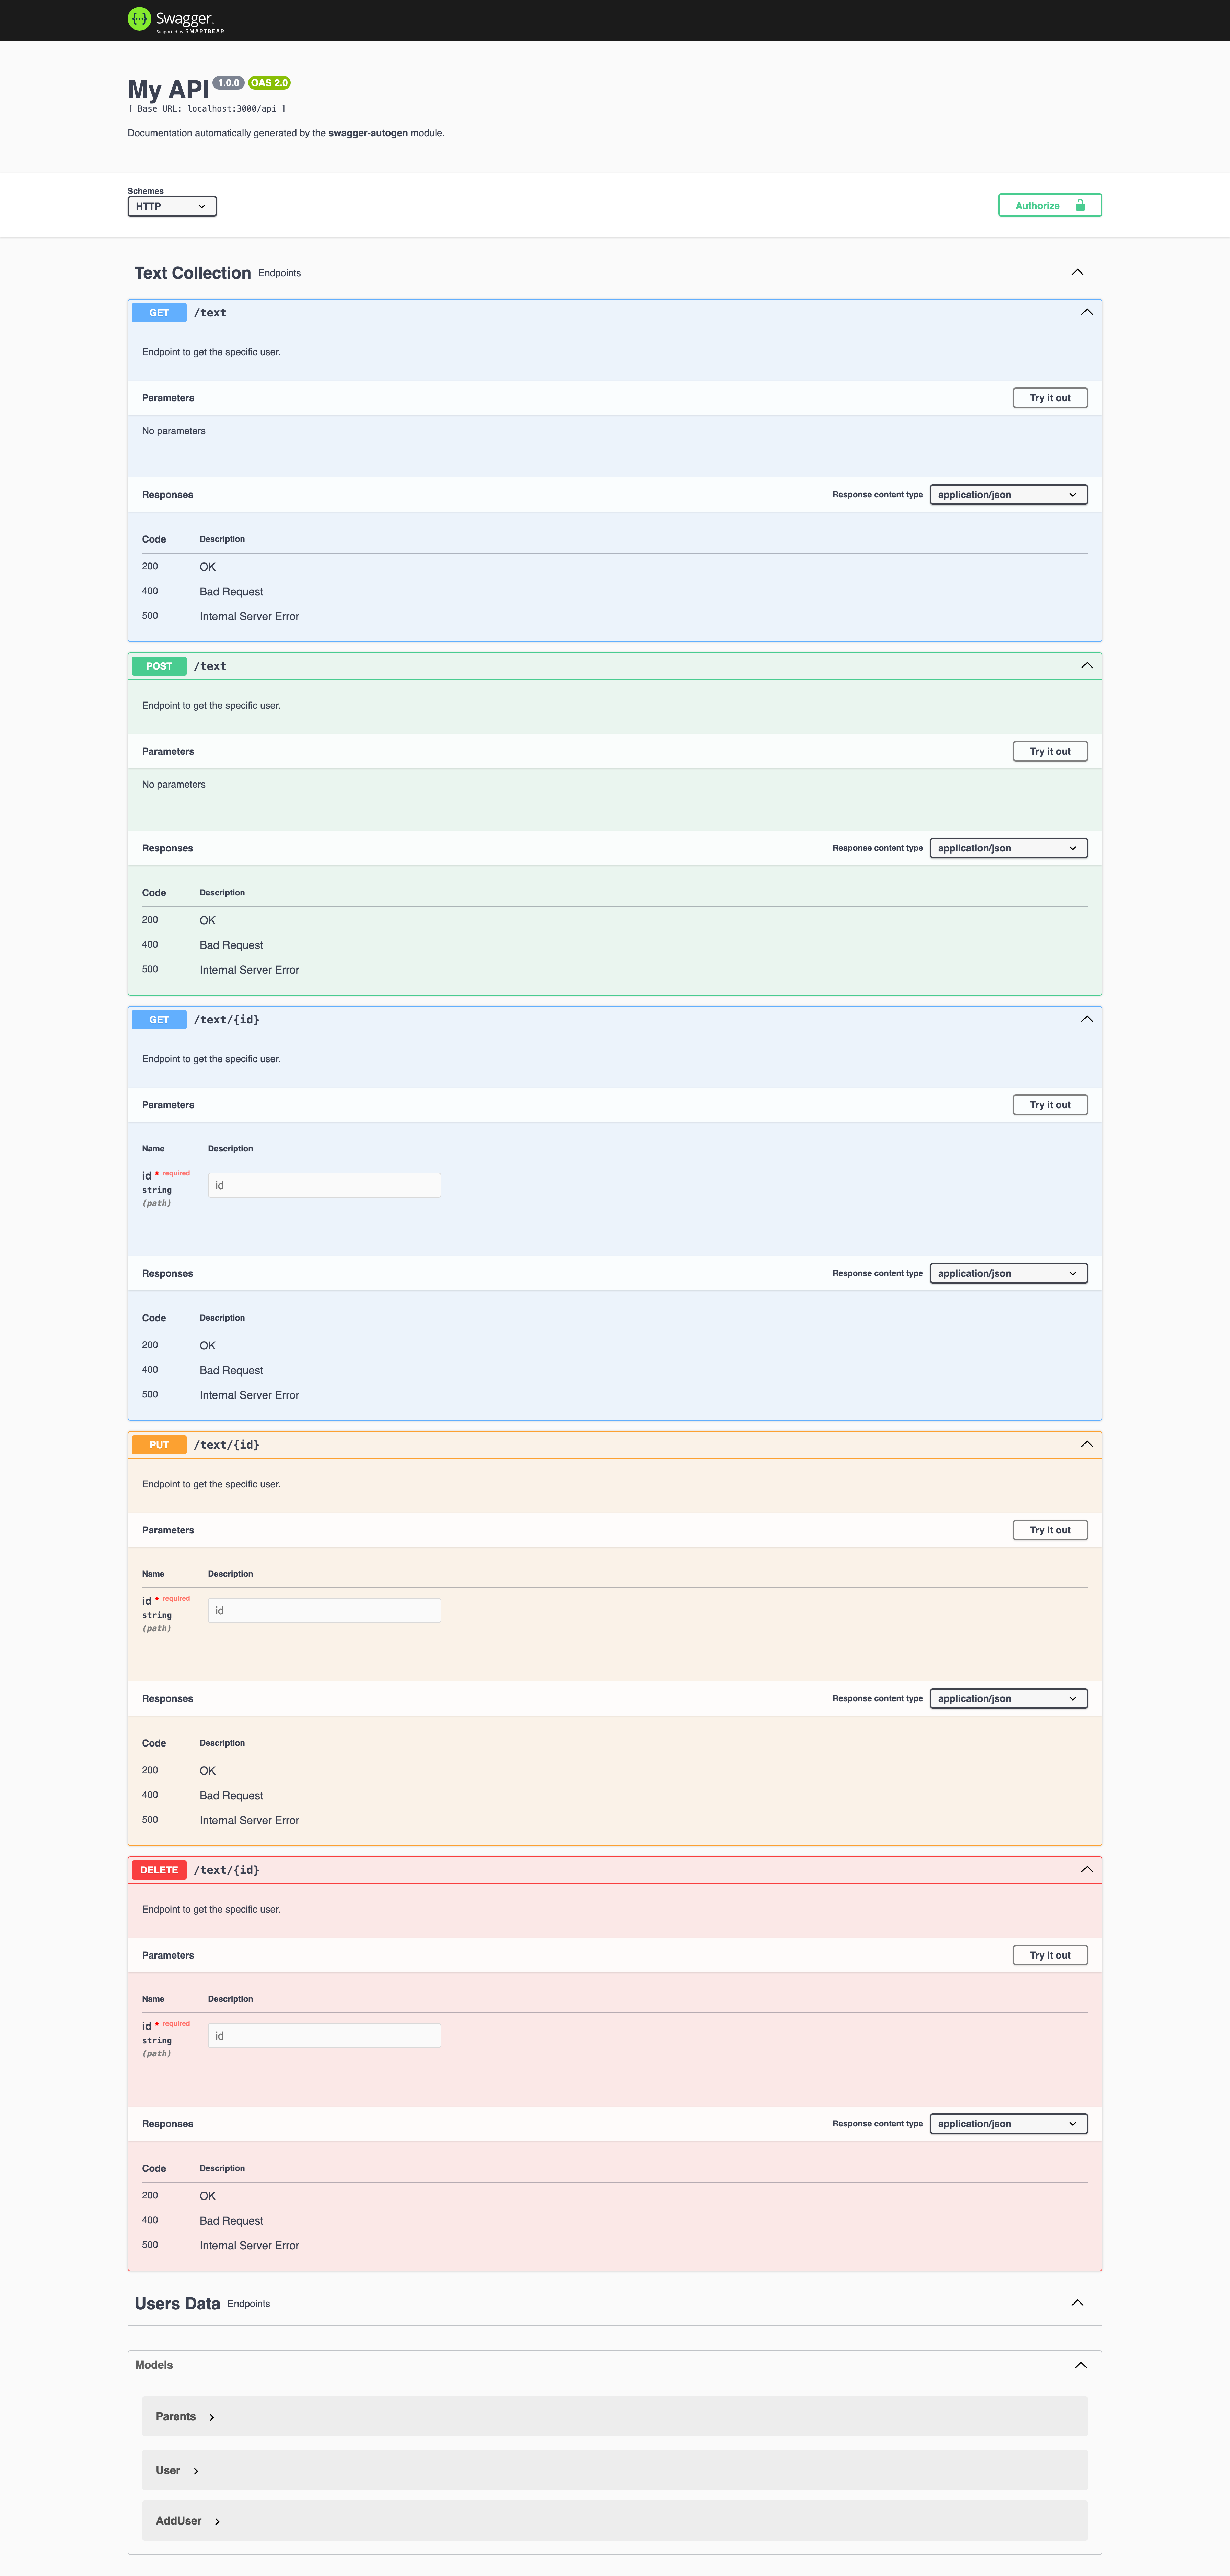 Swagger.
Supported by SMARTBEAR
My API 1.0.0 OAS 2.0
[ Base URL: localhost:3000/api ]
Documentation automatically generated by the swagger-autogen module.
Schemes
HTTP
Authorize
Text Collection Endpoints
GET /text
Endpoint to get the specific user.
Parameters Try it out
No parameters
Responses Response content type application/json
Code Description
200 OK
400 Bad Request
500 Internal Server Error
POST /text
Endpoint to get the specific user.
Parameters Try it out
No parameters
Responses Response content type application/json
Code Description
200 OK
400 Bad Request
500 Internal Server Error
GET /text/{id}
Endpoint to get the specific user.
Parameters Try it out
Name Description
id * required
string
(path)
id
Responses Response content type application/json
Code Description
200 OK
400 Bad Request
500 Internal Server Error
PUT /text/{id}
Endpoint to get the specific user.
Parameters Try it out
Name Description
id * required
string
(path)
id
Responses Response content type application/json
Code Description
200 OK
400 Bad Request
500 Internal Server Error
DELETE /text/{id}
Endpoint to get the specific user.
Parameters Try it out
Name Description
id * required
string
(path)
id
Responses Response content type application/json
Code Description
200 OK
400 Bad Request
500 Internal Server Error
Users Data Endpoints
Models
Parents
User
AddUser